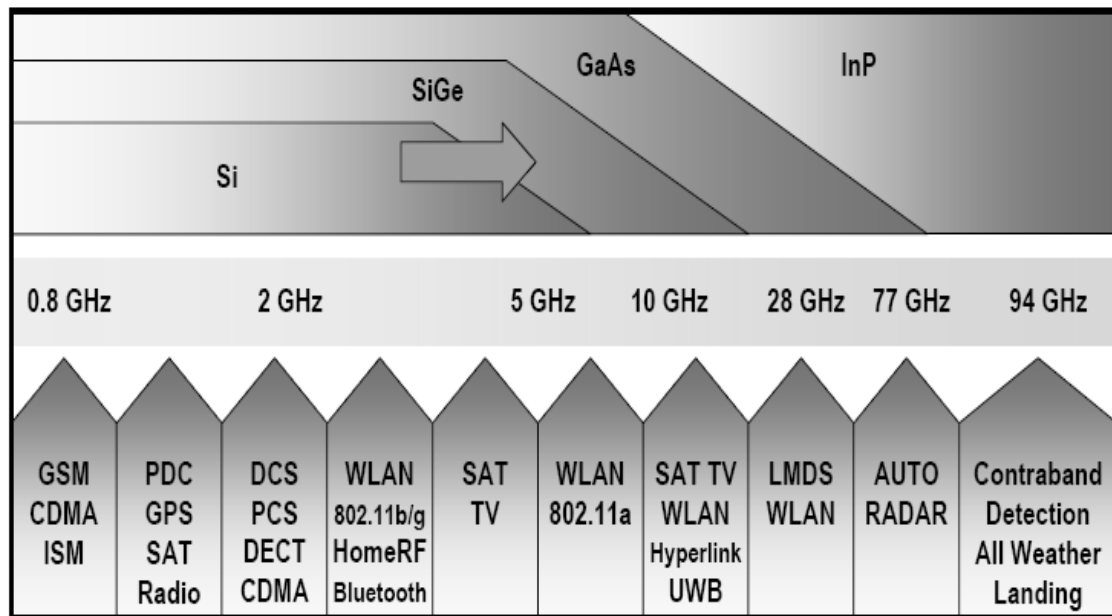 GaAs
InP
SiGe
Si
0.8 GHz
2 GHz
5 GHz
10 GHz
28 GHz
77 GHz
94 GHz
GSM
CDMA
ISM
PDC
GPS
SAT
Radio
DCS
PCS
DECT
CDMA
WLAN
802.11b/g
HomeRF
Bluetooth
SAT
TV
WLAN
802.11a
SAT TV
WLAN
Hyperlink
UWB
LMDS
WLAN
AUTO
RADAR
Contraband
Detection
All Weather
Landing